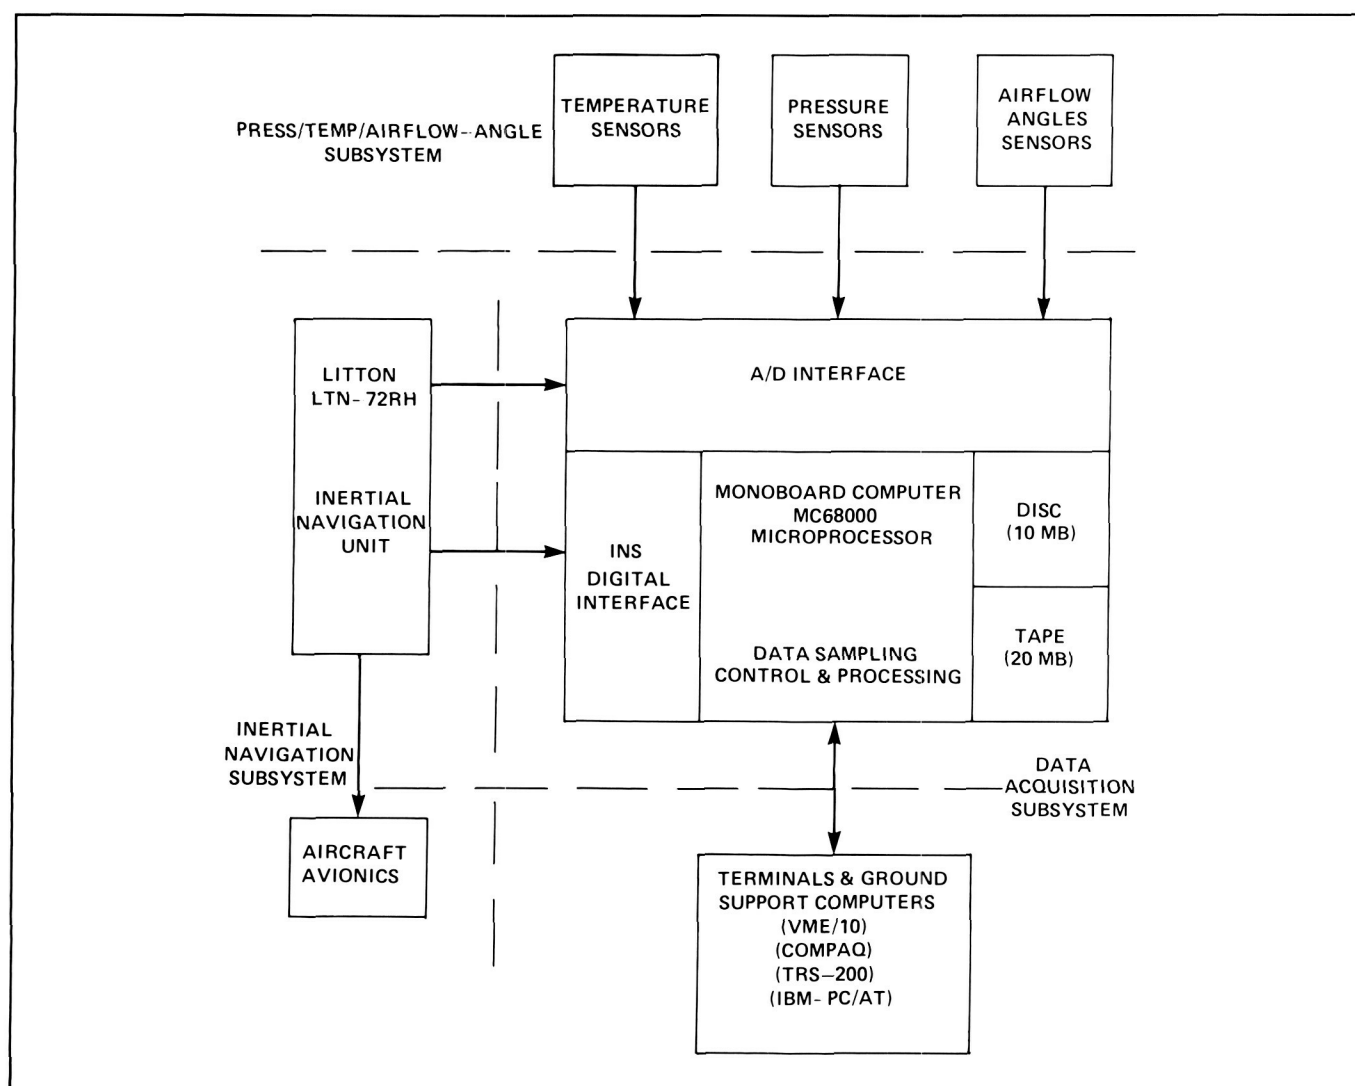 PRESS/TEMP/AIRFLOW-ANGLE
SUBSYSTEM
TEMPERATURE
SENSORS
PRESSURE
SENSORS
AIRFLOW
ANGLES
SENSORS
LITTON
LTN-72RH
INERTIAL
NAVIGATION
UNIT
A/D INTERFACE
INS
DIGITAL
INTERFACE
MONOBOARD COMPUTER
MC68000
MICROPROCESSOR
DATA SAMPLING
CONTROL & PROCESSING
DISC
(10 MB)
TAPE
(20 MB)
INERTIAL
NAVIGATION
SUBSYSTEM
DATA
ACQUISITION
SUBSYSTEM
AIRCRAFT
AVIONICS
TERMINALS & GROUND
SUPPORT COMPUTERS
(VME/10)
(COMPAQ)
(TRS-200)
(IBM-PC/AT)